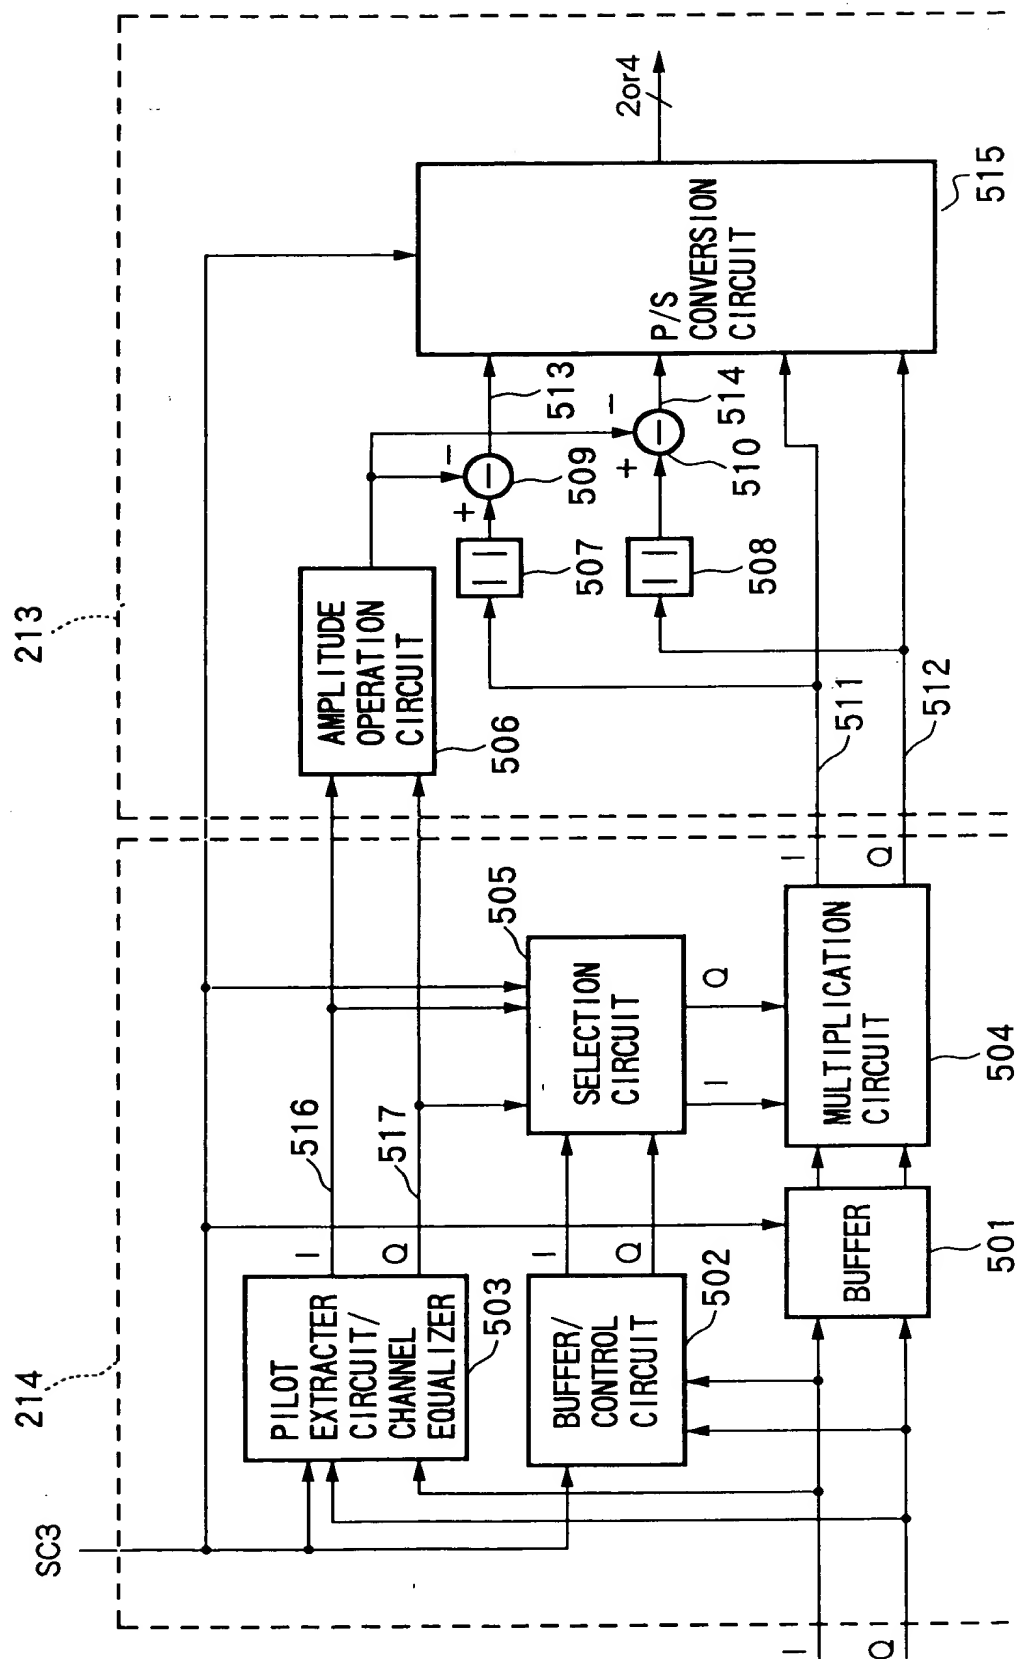 213
214
SC3
2or4
P/S
CONVERSION
CIRCUIT
515
513
514
−
−
+
+
−
−
509
510
507
508
AMPLITUDE
OPERATION
CIRCUIT
506
511
512
I
Q
505
SELECTION
CIRCUIT
Q
I
MULTIPLICATION
CIRCUIT
504
516
517
I
Q
PILOT
EXTRACTER
CIRCUIT/
CHANNEL
EQUALIZER
503
I
Q
BUFFER/
CONTROL
CIRCUIT
502
BUFFER
501
I
Q